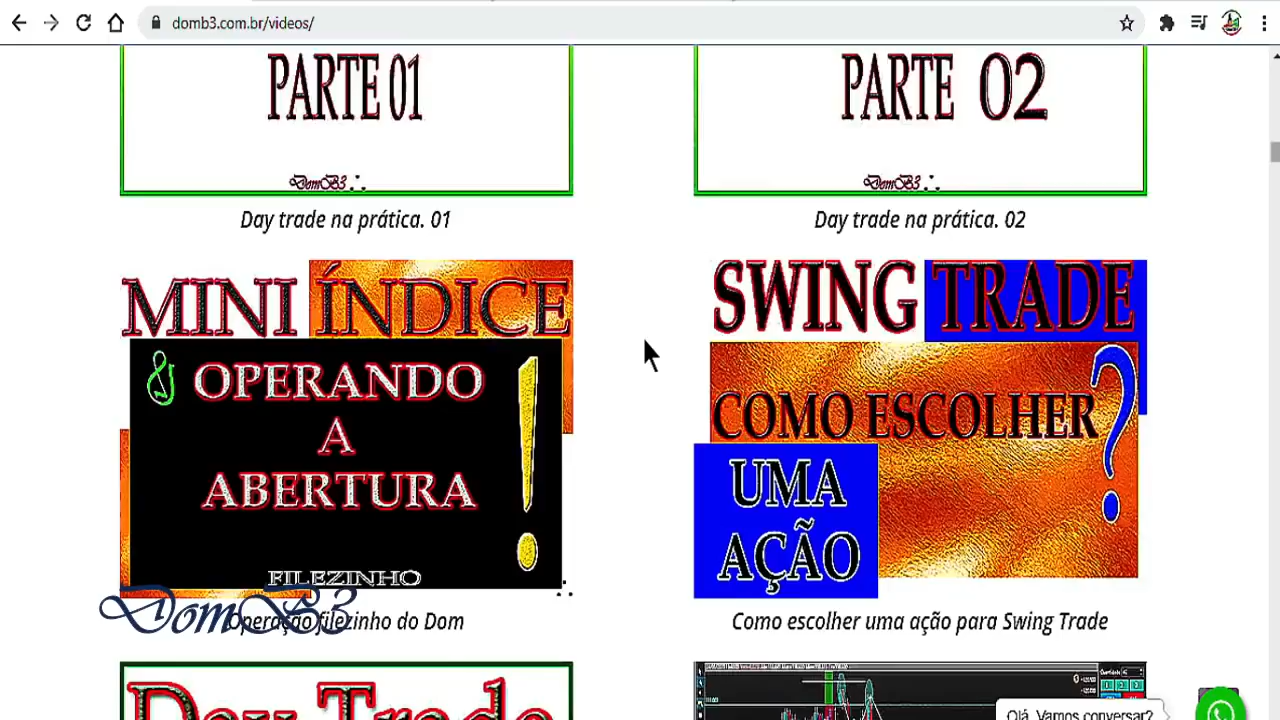 domb3.com.br/videos/
PARTE 01
DomB3
Day trade na prática. 01
PARTE 02
DomB3
Day trade na prática. 02
MINI ÍNDICE
OPERANDO
A
ABERTURA
!
FILEZINHO
DomB3
Operação filezinho do Dom
SWING TRADE
COMO ESCOLHER
UMA
AÇÃO
?
Como escolher uma ação para Swing Trade
Day Trade
Olá, Vamos conversar?